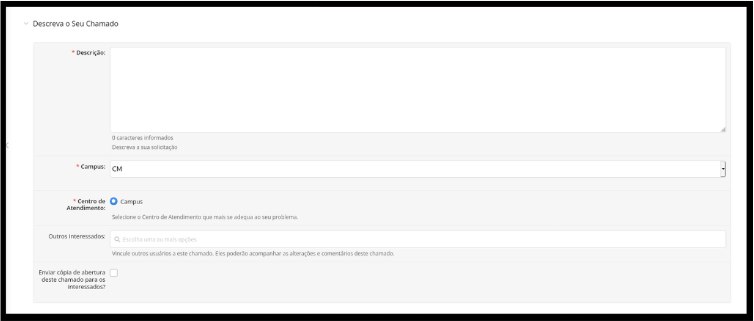 Descreva o Seu Chamado
* Descrição:
0 caracteres informados
Descreva a sua solicitação
* Campus:
CM
* Centro de
Atendimento:
Campus
Selecione o Centro de Atendimento que mais se adequa ao seu problema.
Outros Interessados:
Escolha uma ou mais opções
Vincule outros usuários a este chamado. Eles poderão acompanhar as alterações e comentários deste chamado.
Enviar cópia de abertura
deste chamado para os
interessados?